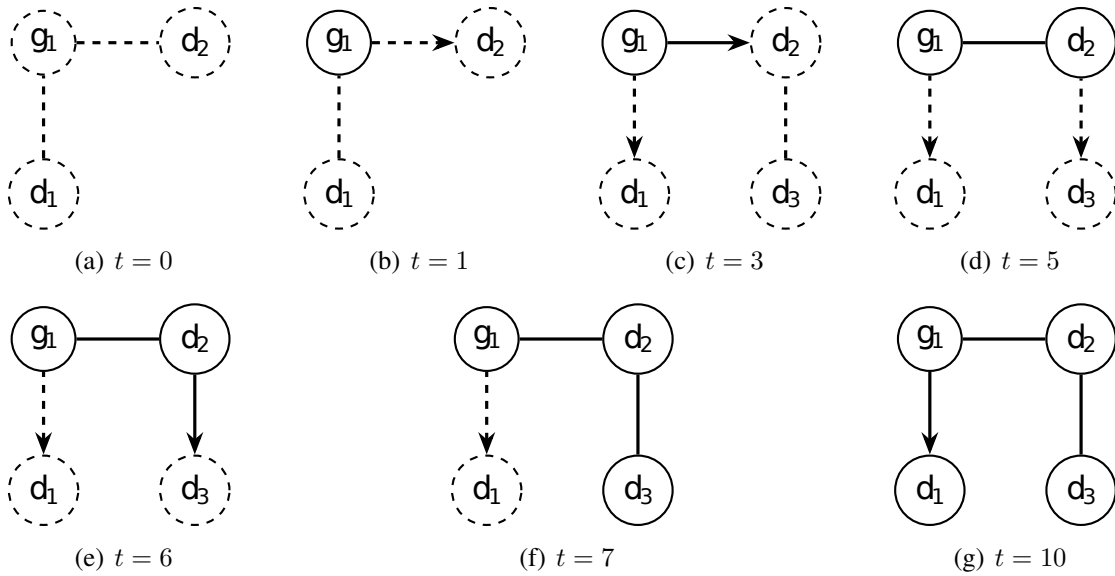 g₁ d₂ g₁ d₂ g₁ d₂ g₁ d₂
d₁ d₁ d₁ d₃ d₁ d₃
(a) t = 0 (b) t = 1 (c) t = 3 (d) t = 5
g₁ d₂ g₁ d₂ g₁ d₂
d₁ d₃ d₁ d₃ d₁ d₃
(e) t = 6 (f) t = 7 (g) t = 10